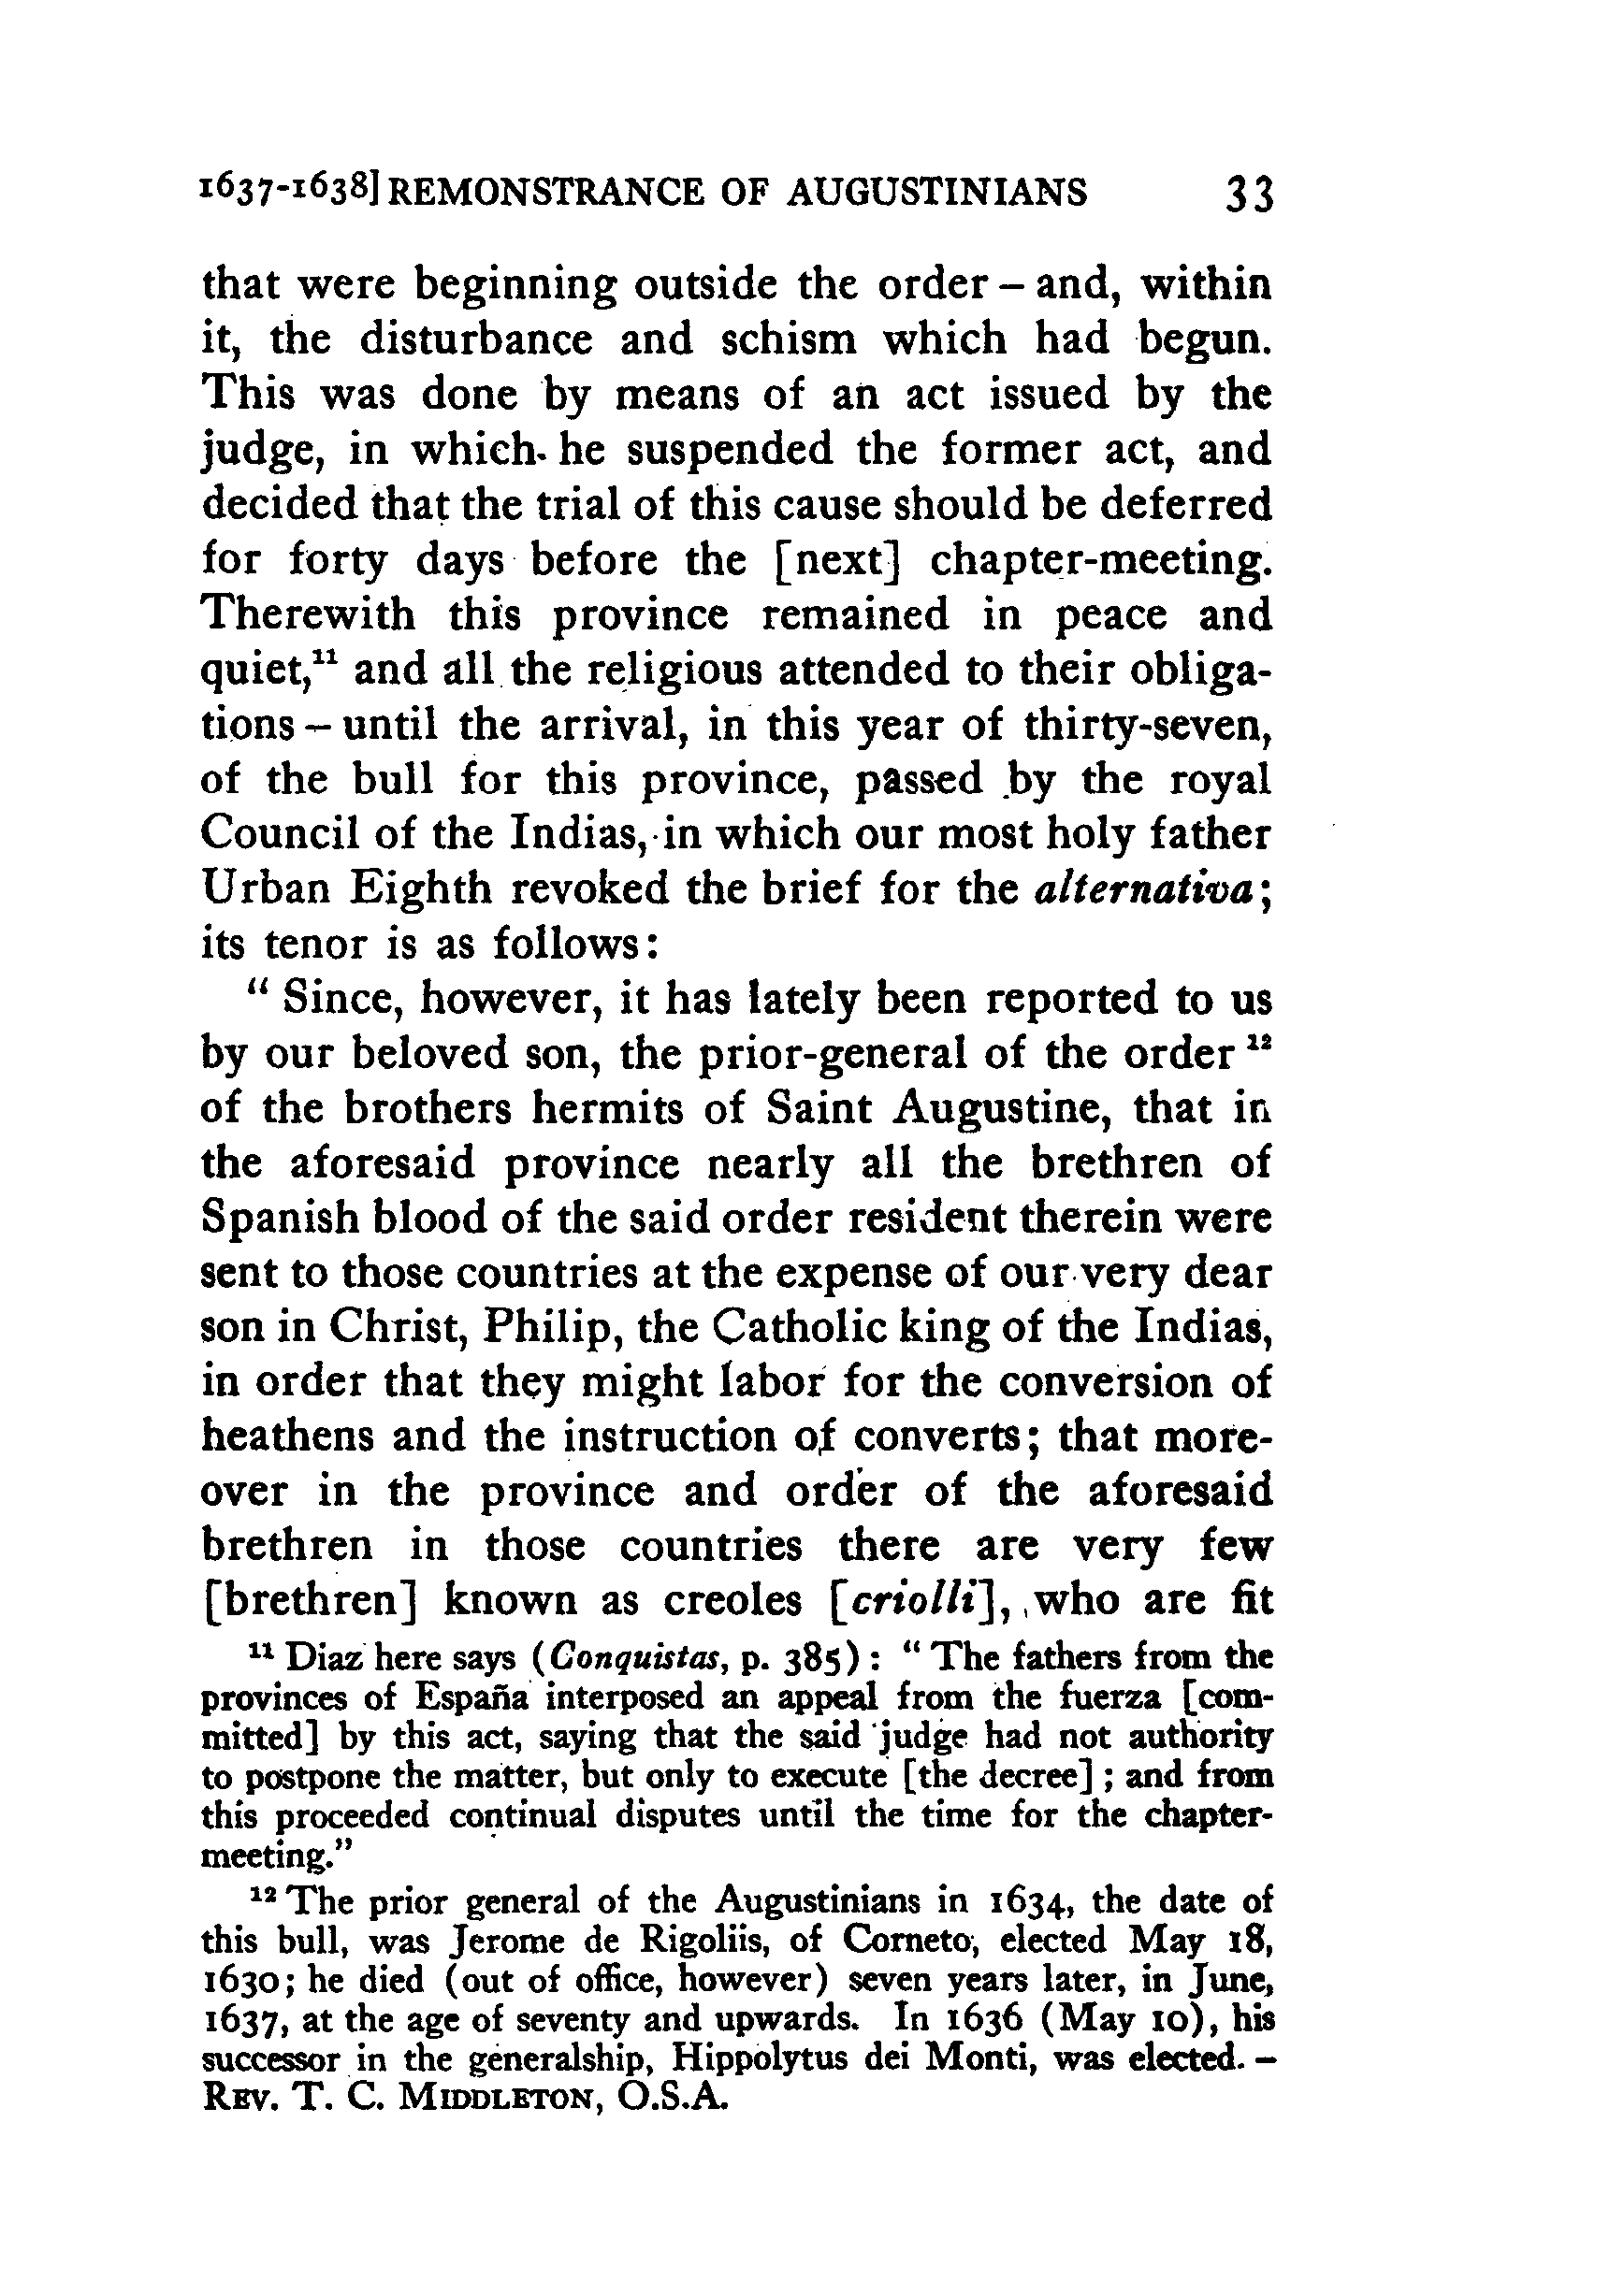 1637-1638] REMONSTRANCE OF AUGUSTINIANS 33
that were beginning outside the order – and, within
it, the disturbance and schism which had begun.
This was done by means of an act issued by the
judge, in which he suspended the former act, and
decided that the trial of this cause should be deferred
for forty days before the [next] chapter-meeting.
Therewith this province remained in peace and
quiet,¹¹ and all the religious attended to their obliga-
tions – until the arrival, in this year of thirty-seven,
of the bull for this province, passed by the royal
Council of the Indias, in which our most holy father
Urban Eighth revoked the brief for the alternativa;
its tenor is as follows:
“ Since, however, it has lately been reported to us
by our beloved son, the prior-general of the order ¹²
of the brothers hermits of Saint Augustine, that in
the aforesaid province nearly all the brethren of
Spanish blood of the said order resident therein were
sent to those countries at the expense of our very dear
son in Christ, Philip, the Catholic king of the Indias,
in order that they might labor for the conversion of
heathens and the instruction of converts; that more-
over in the province and order of the aforesaid
brethren in those countries there are very few
[brethren] known as creoles [criolli], who are fit
¹¹ Diaz here says (Conquistas, p. 385): “ The fathers from the
provinces of España interposed an appeal from the fuerza [com-
mitted] by this act, saying that the said judge had not authority
to postpone the matter, but only to execute [the decree]; and from
this proceeded continual disputes until the time for the chapter-
meeting.”
¹² The prior general of the Augustinians in 1634, the date of
this bull, was Jerome de Rigoliis, of Corneto, elected May 18,
1630; he died (out of office, however) seven years later, in June,
1637, at the age of seventy and upwards. In 1636 (May 10), his
successor in the generalship, Hippolytus dei Monti, was elected. –
REV. T. C. MIDDLETON, O.S.A.